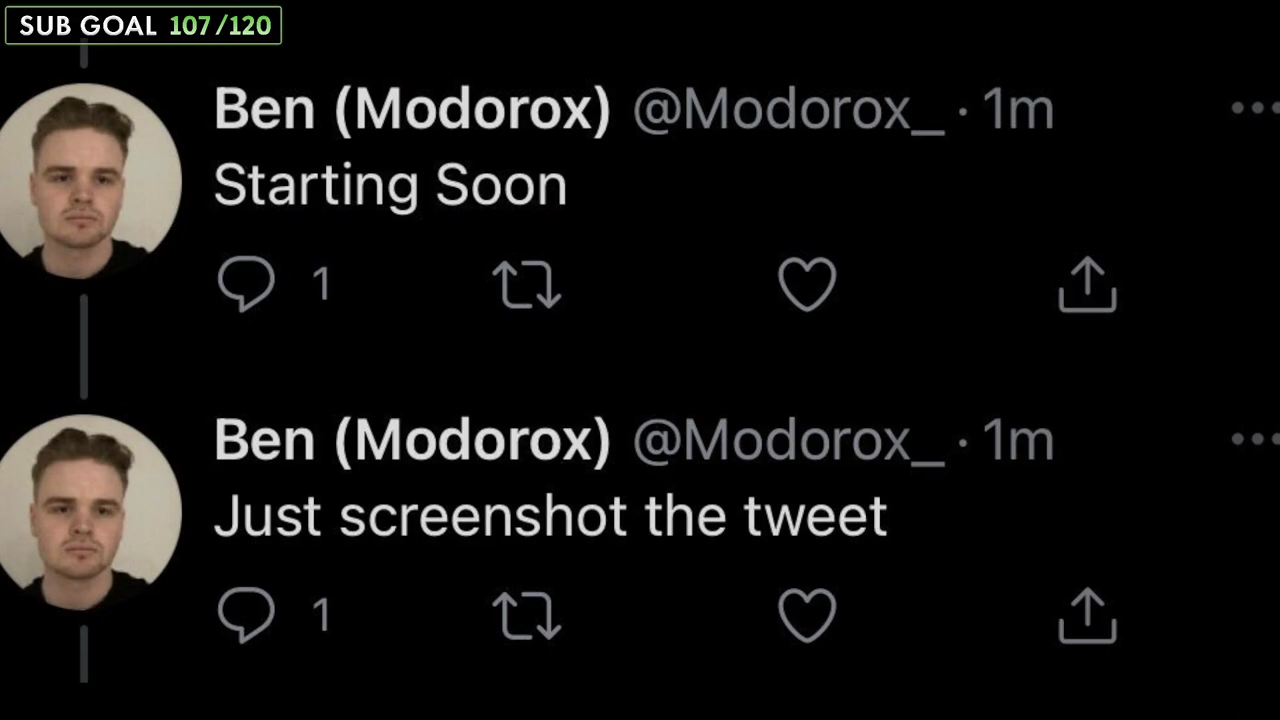 SUB GOAL 107/120
Ben (Modorox) @Modorox_ · 1m
Starting Soon
1
Ben (Modorox) @Modorox_ · 1m
Just screenshot the tweet
1